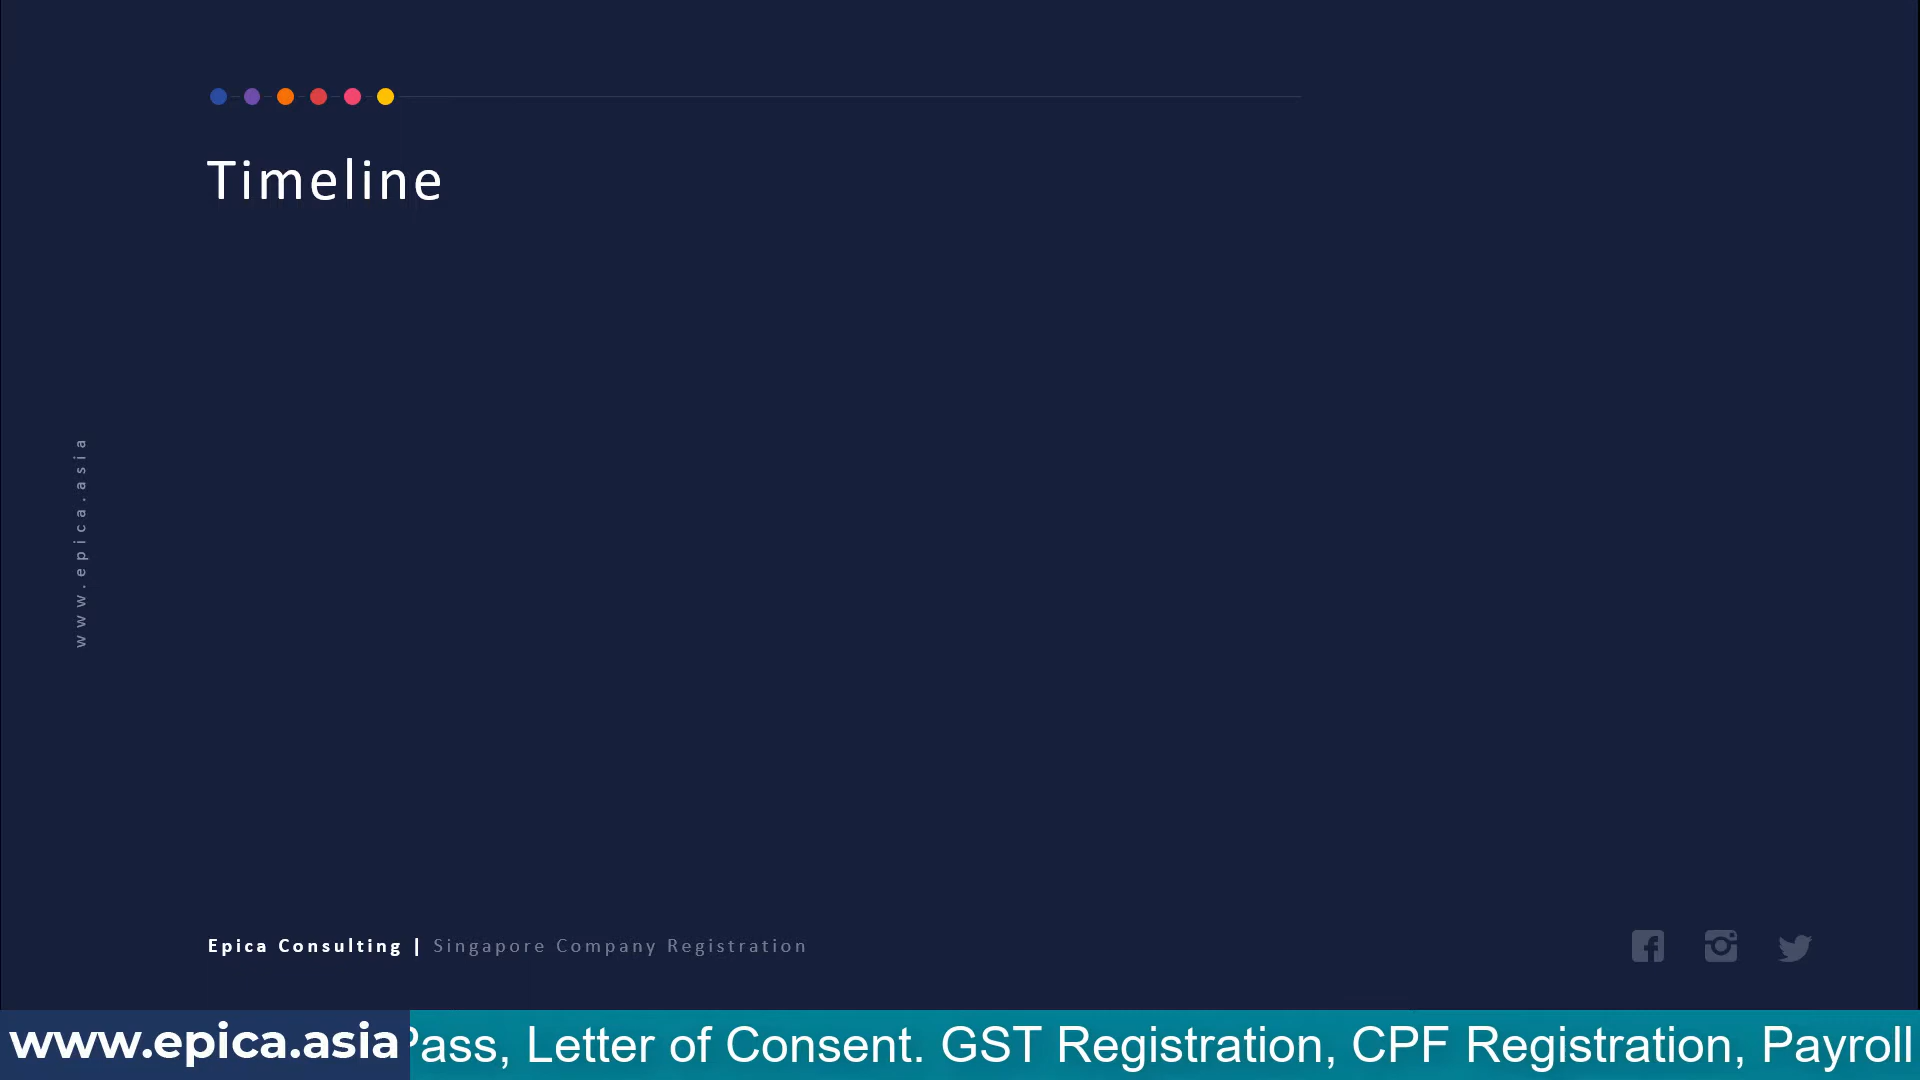 Timeline
www.epica.asia
Epica Consulting | Singapore Company Registration
www.epica.asia
Pass, Letter of Consent. GST Registration, CPF Registration, Payroll